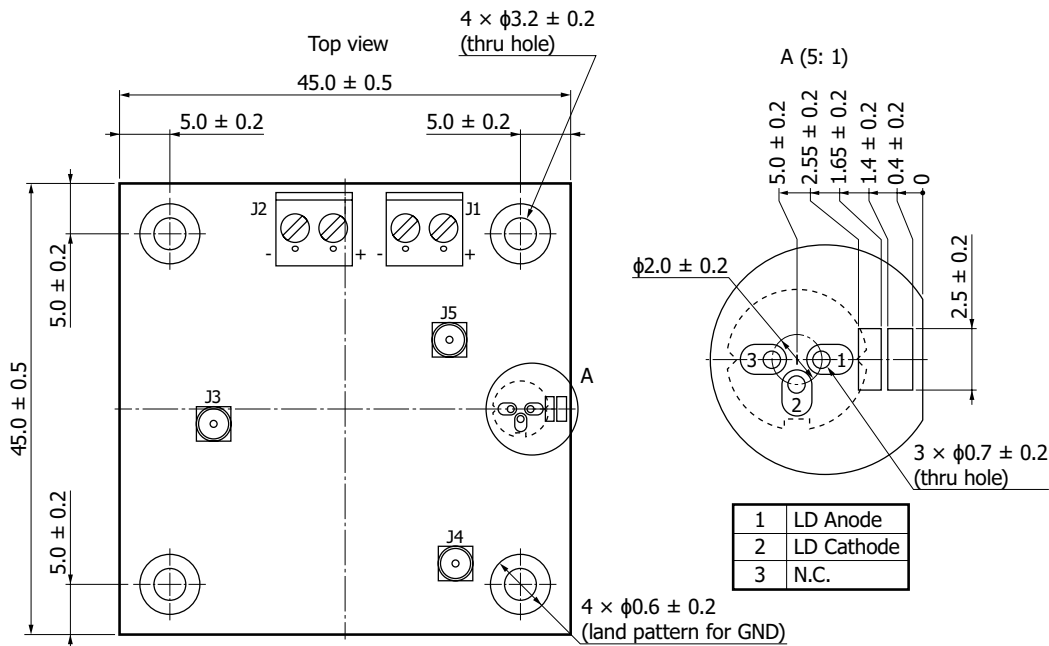 Top view
4 × ϕ3.2 ± 0.2
(thru hole)
45.0 ± 0.5
5.0 ± 0.2
5.0 ± 0.2
J2
J1
-
+
-
+
5.0 ± 0.2
45.0 ± 0.5
J5
A
J3
J4
5.0 ± 0.2
4 × ϕ0.6 ± 0.2
(land pattern for GND)
A (5: 1)
5.0 ± 0.2
2.55 ± 0.2
1.65 ± 0.2
1.4 ± 0.2
0.4 ± 0.2
0
ϕ2.0 ± 0.2
2.5 ± 0.2
3
1
2
3 × ϕ0.7 ± 0.2
(thru hole)
1 LD Anode
2 LD Cathode
3 N.C.